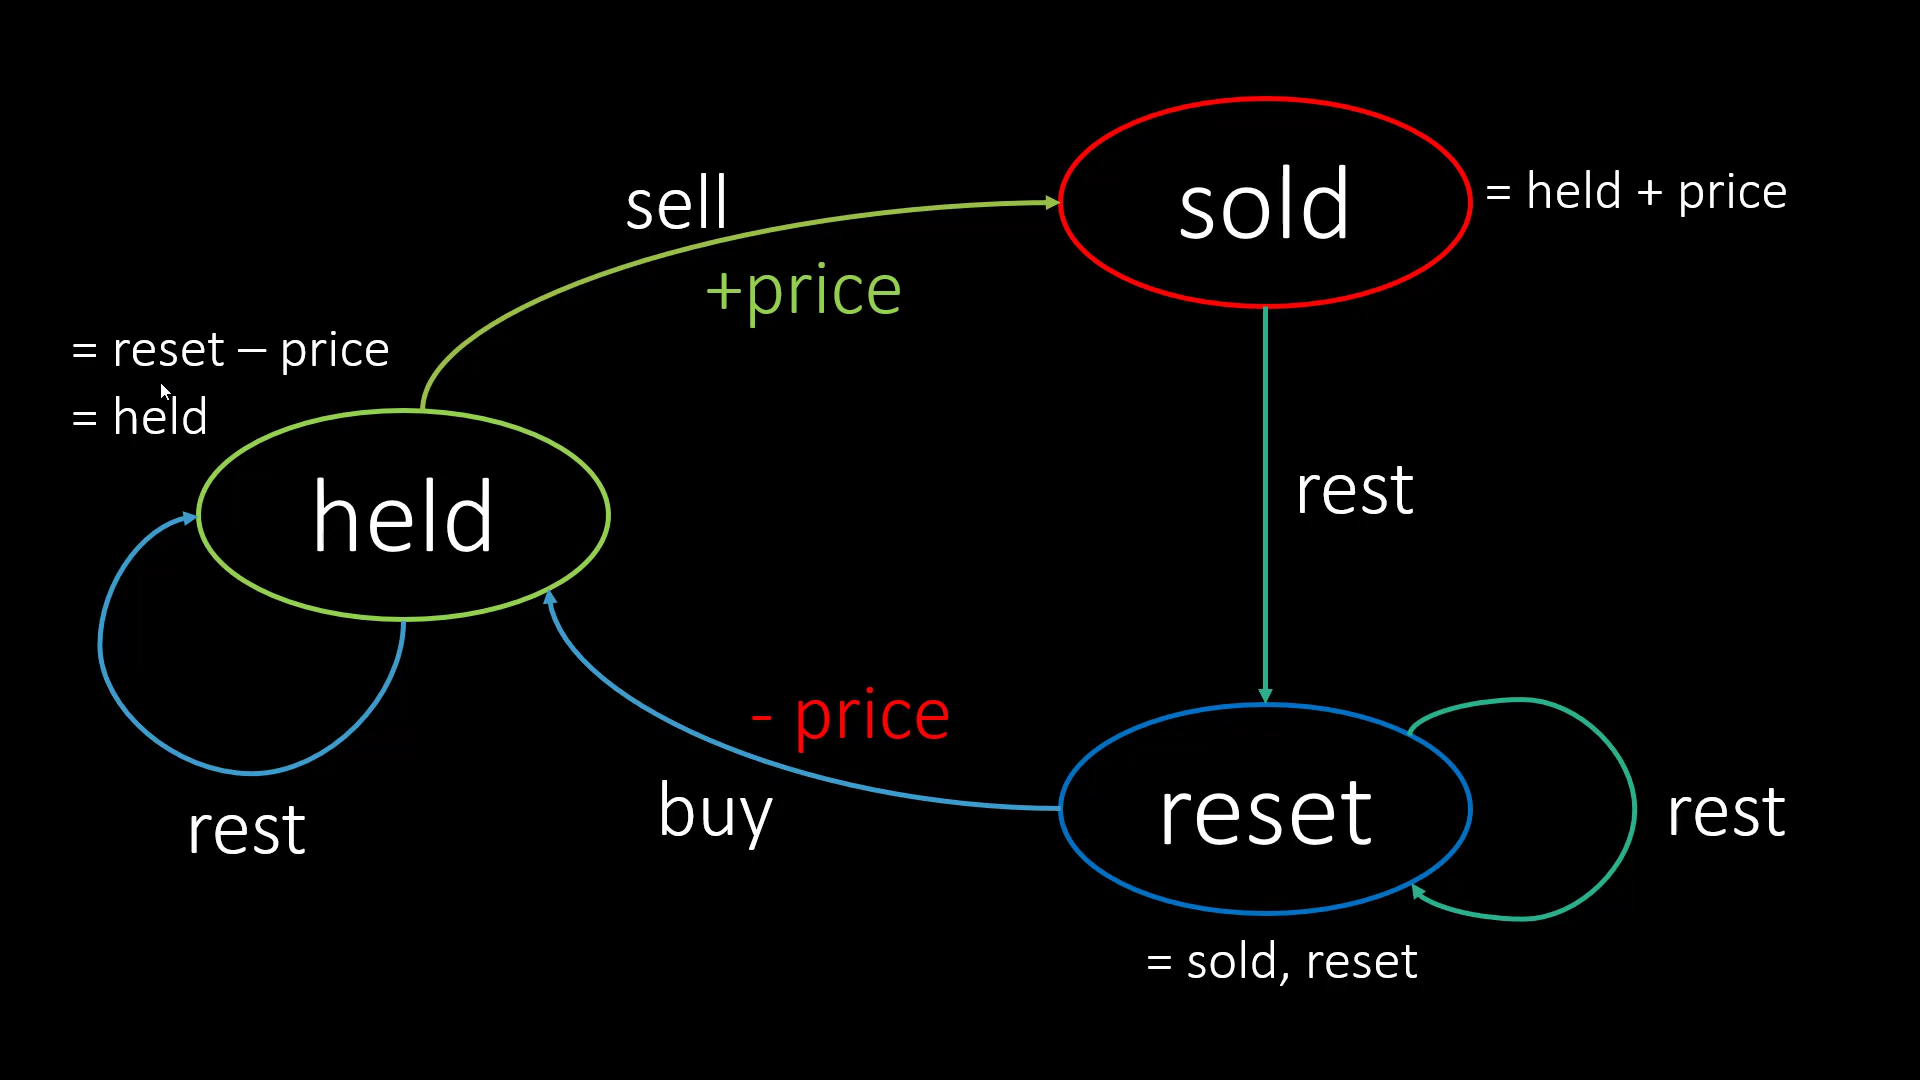 sell
sold
= held + price
+price
= reset – price
= held
held
rest
- price
buy
reset
rest
rest
= sold, reset